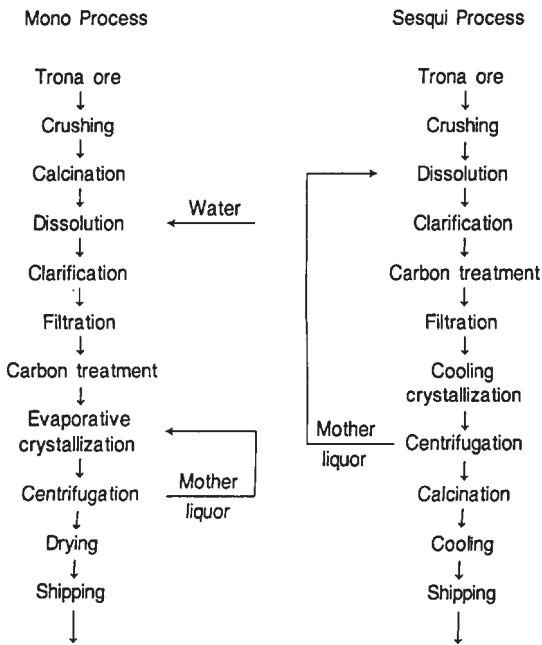 Mono Process
Trona ore
Crushing
Calcination
Dissolution
Water
Clarification
Filtration
Carbon treatment
Evaporative
crystallization
Centrifugation
Mother
liquor
Drying
Shipping
Sesqui Process
Trona ore
Crushing
Dissolution
Clarification
Carbon treatment
Filtration
Cooling
crystallization
Mother
liquor
Centrifugation
Calcination
Cooling
Shipping